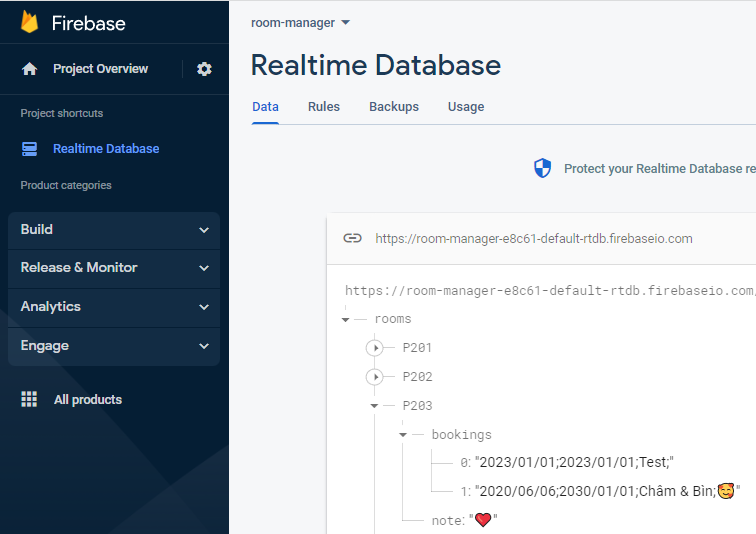 Firebase
Project Overview
Project shortcuts
Realtime Database
Product categories
Build
Release & Monitor
Analytics
Engage
All products
room-manager
Realtime Database
Data Rules Backups Usage
Protect your Realtime Database re
https://room-manager-e8c61-default-rtdb.firebaseio.com
https://room-manager-e8c61-default-rtdb.firebaseio.com
rooms
P201
P202
P203
bookings
0: "2023/01/01;2023/01/01;Test;"
1: "2020/06/06;2030/01/01;Châm & Bìn;🥰"
note: "❤️"